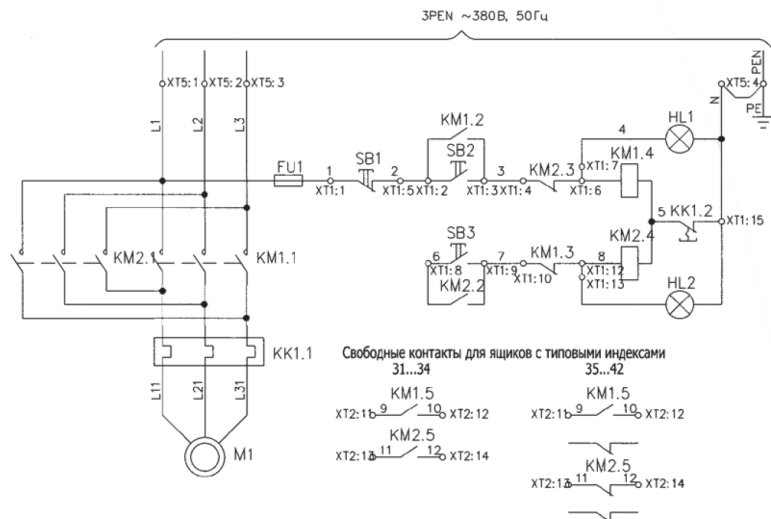 3PEN ~380В, 50Гц
XT5:1
XT5:2
XT5:3
XT5:4
PEN
L1
L2
L3
N
PE
KM1.2
4
HL1
FU1
1
SB1
2
SB2
3
KM2.3
XT1:7
KM1.4
XT1:1
XT1:5
XT1:2
XT1:3
XT1:4
XT1:6
5
KK1.2
XT1:15
KM2.1
KM1.1
SB3
KM1.3
KM2.4
6
7
8
XT1:8
XT1:9
XT1:10
XT1:12
XT1:13
KM2.2
HL2
KK1.1
L11
L21
L31
M1
Свободные контакты для ящиков с типовыми индексами
31...34
35...42
KM1.5
XT2:11 9 10 XT2:12
KM2.5
XT2:13 11 12 XT2:14
KM1.5
XT2:11 9 10 XT2:12
KM2.5
XT2:13 11 12 XT2:14